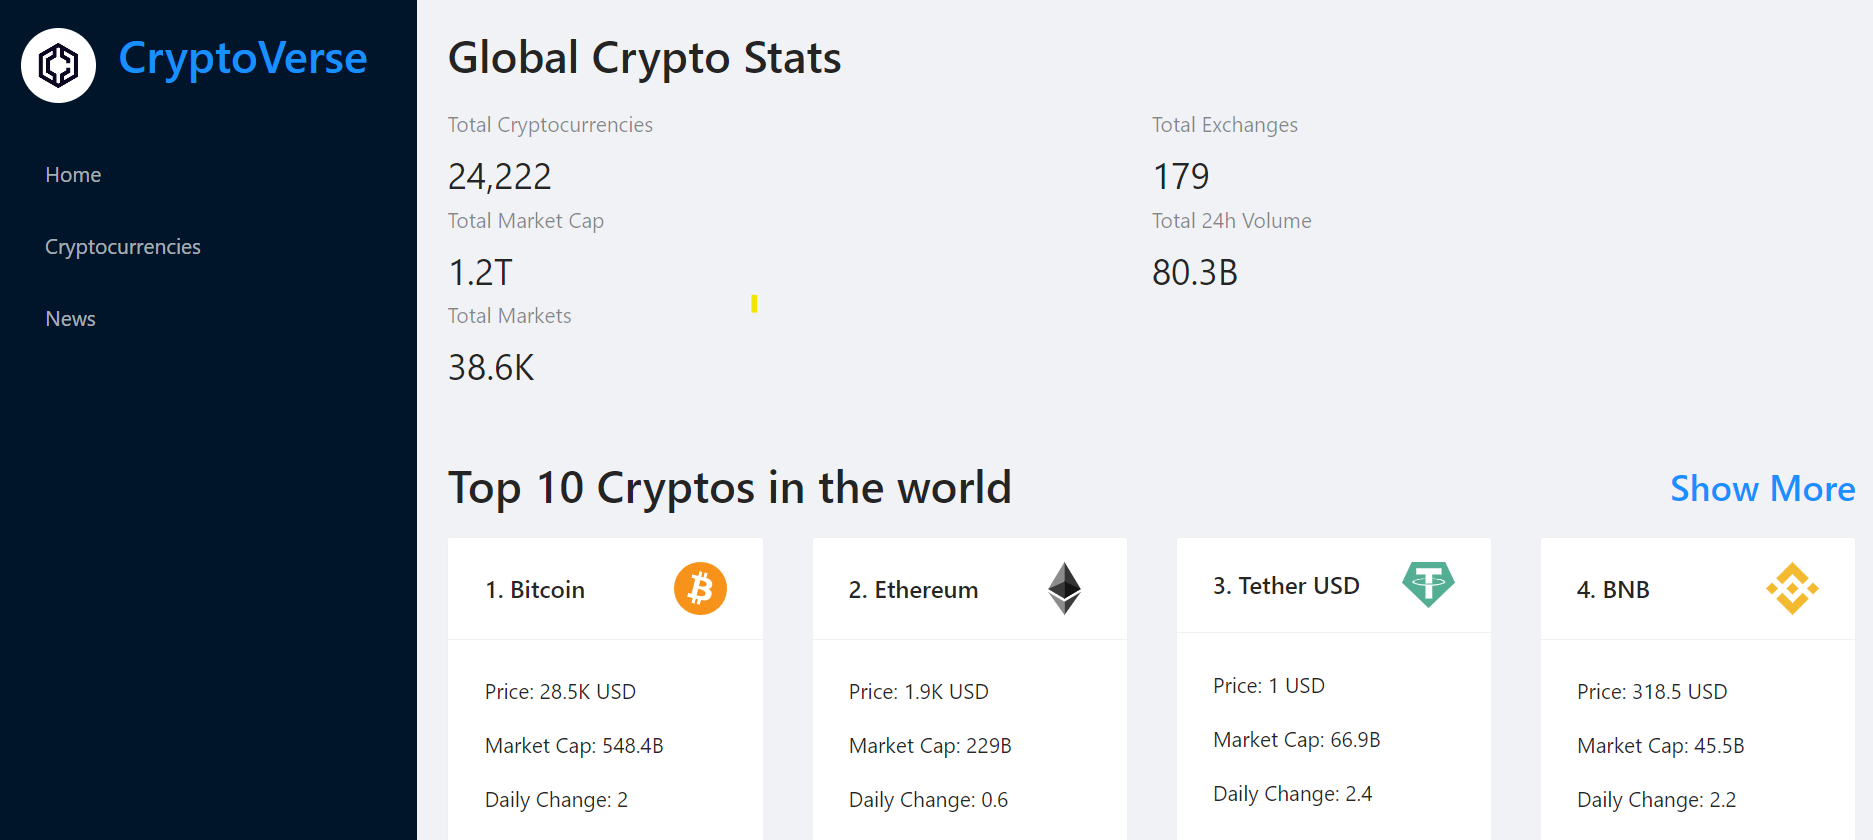 CryptoVerse
Home
Cryptocurrencies
News
Global Crypto Stats
Total Cryptocurrencies
24,222
Total Exchanges
179
Total Market Cap
1.2T
Total 24h Volume
80.3B
Total Markets
38.6K
Top 10 Cryptos in the world
Show More
1. Bitcoin
Price: 28.5K USD
Market Cap: 548.4B
Daily Change: 2
2. Ethereum
Price: 1.9K USD
Market Cap: 229B
Daily Change: 0.6
3. Tether USD
Price: 1 USD
Market Cap: 66.9B
Daily Change: 2.4
4. BNB
Price: 318.5 USD
Market Cap: 45.5B
Daily Change: 2.2